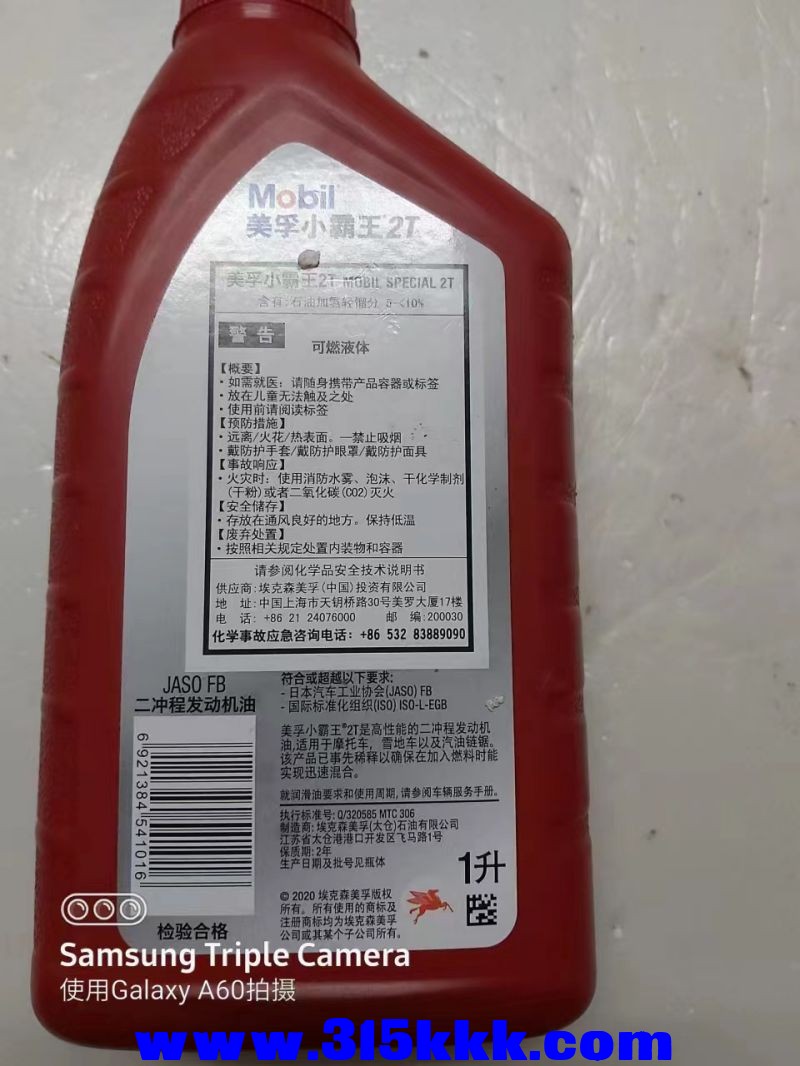 Mobil
美孚小霸王2T
美孚小霸王2T MOBIL SPECIAL 2T
含有:石油加氢轻馏分 5-<10%
警告
可燃液体
【概要】
·如需就医：请随身携带产品容器或标签
·放在儿童无法触及之处
·使用前请阅读标签
【预防措施】
·远离/火花/热表面。一禁止吸烟
·戴防护手套/戴防护眼罩/戴防护面具
【事故响应】
·火灾时：使用消防水雾、泡沫、干化学制剂
(干粉)或者二氧化碳(CO2)灭火
【安全储存】
·存放在通风良好的地方。保持低温
【废弃处置】
·按照相关规定处置内装物和容器
请参阅化学品安全技术说明书
供应商:埃克森美孚(中国)投资有限公司
地 址:中国上海市天钥桥路30号美罗大厦17楼
电 话: +86 21 24076000 邮 编:200030
化学事故应急咨询电话：+86 532 83889090
JASO FB
二冲程发动机油
符合或超越以下要求:
- 日本汽车工业协会(JASO) FB
- 国际标准化组织(ISO) ISO-L-EGB
美孚小霸王®2T是高性能的二冲程发动机
油,适用于摩托车，雪地车以及汽油链锯。
该产品已事先稀释以确保在加入燃料时能
实现迅速混合。
就润滑油要求和使用周期,请参阅车辆服务手册。
执行标准号: Q/320585 MTC 306
制造商: 埃克森美孚(太仓)石油有限公司
江苏省太仓港港口开发区飞马路1号
保质期: 2年
生产日期及批号见瓶体
1升
6 921384 541016
检验合格
© 2020 埃克森美孚版权
所有。所有使用的商标及
注册商标均为埃克森美孚
公司或其某个子公司所有。
Samsung Triple Camera
使用Galaxy A60拍摄
www.315kkk.com